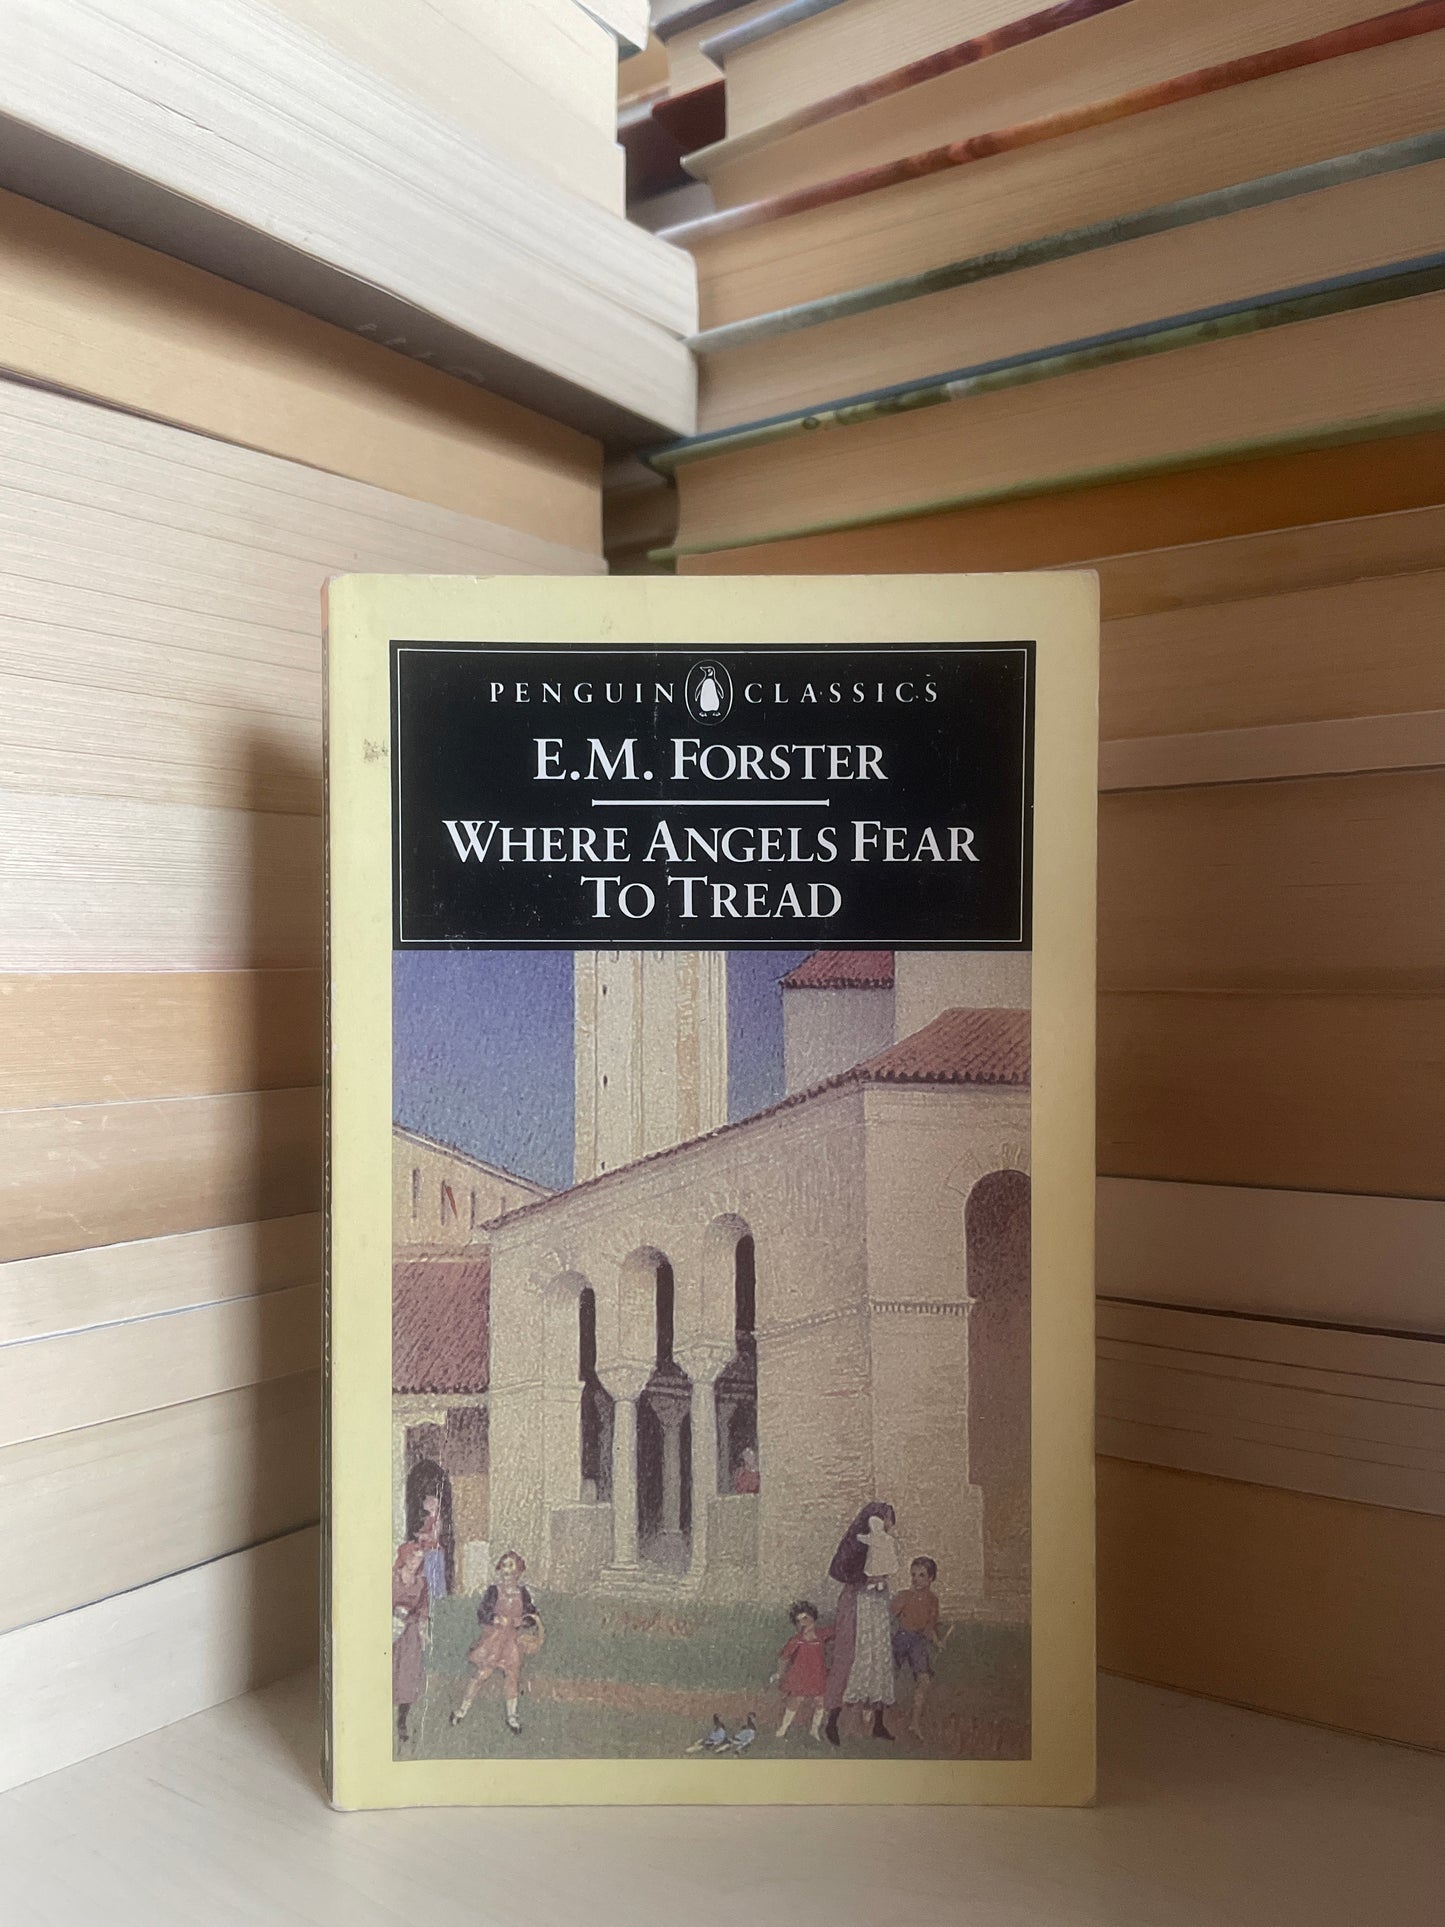 PENGUIN CLASSICS
E.M. FORSTER
WHERE ANGELS FEAR
TO TREAD